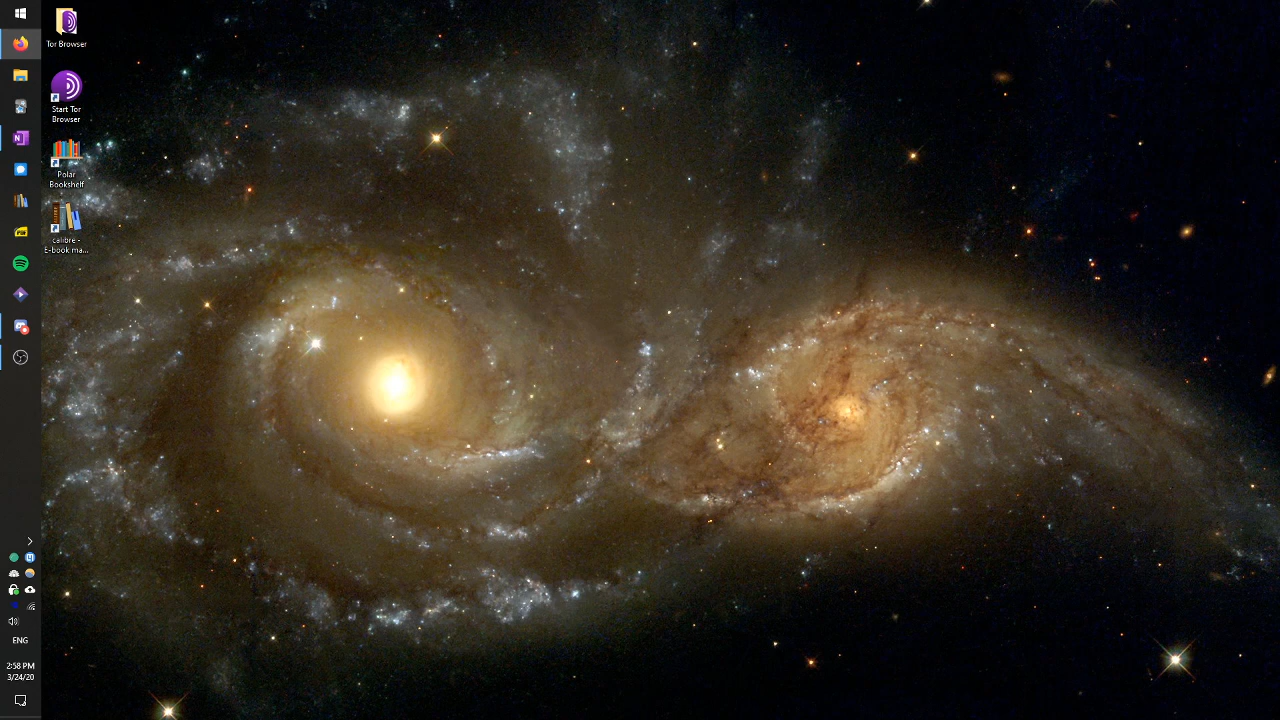 Tor Browser
Start Tor
Browser
Polar
Bookshelf
calibre -
E-book ma...
ENG
2:58 PM
3/24/20